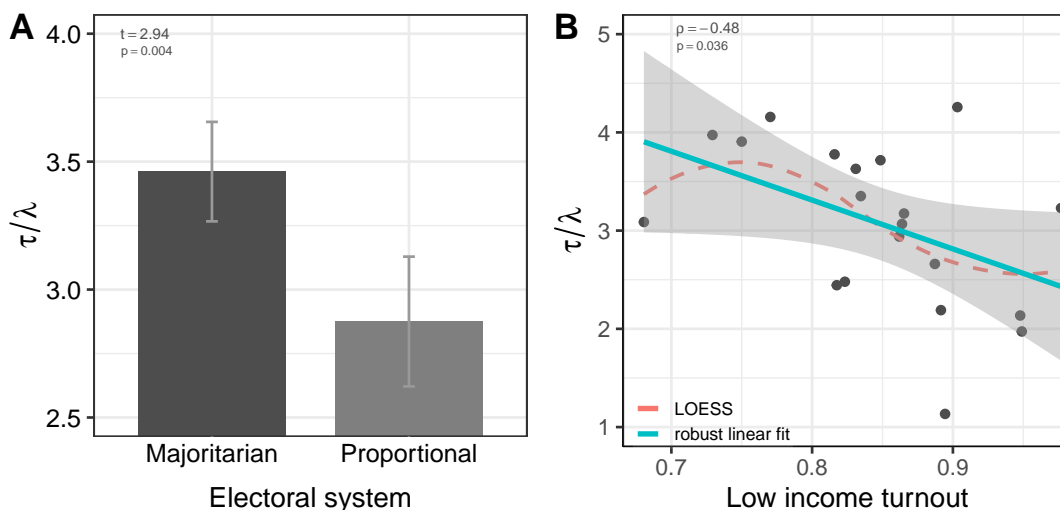 A
t = 2.94
p = 0.004
4.0
3.5
3.0
2.5
τ/λ
Majoritarian
Proportional
Electoral system
B
ρ = −0.48
p = 0.036
5
4
3
2
1
τ/λ
LOESS
robust linear fit
0.7
0.8
0.9
Low income turnout